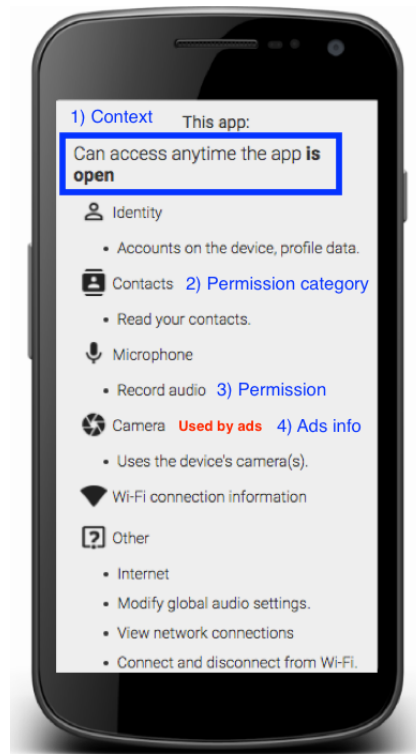 1) Context This app:
Can access anytime the app is
open
Identity
• Accounts on the device, profile data.
Contacts 2) Permission category
• Read your contacts.
Microphone
• Record audio 3) Permission
Camera Used by ads 4) Ads info
• Uses the device's camera(s).
Wi-Fi connection information
Other
• Internet
• Modify global audio settings.
• View network connections
• Connect and disconnect from Wi-Fi.